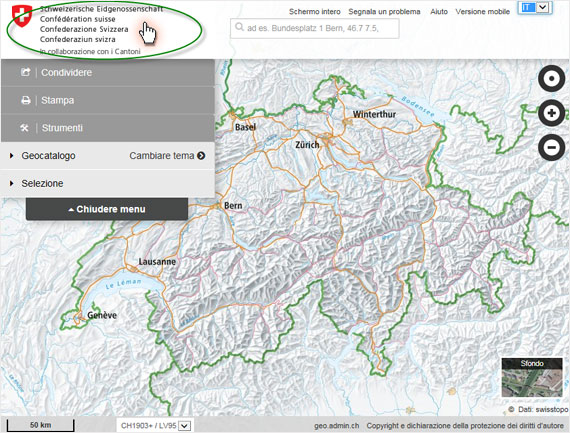 Schweizerische Eidgenossenschaft
Confédération suisse
Confederazione Svizzera
Confederaziun svizra
In collaborazione con i Cantoni
Schermo intero Segnala un problema Aiuto Versione mobile IT
ad es. Bundesplatz 1 Bern, 46.7 7.5,
Condividere
Stampa
Strumenti
Geocatalogo Cambiare tema
Selezione
Chiudere menu
Bodensee
Basel
Winterthur
Zürich
Bern
Lausanne
Le Léman
Genève
Sfondo
© Dati: swisstopo
50 km
CH1903+ / LV95
geo.admin.ch Copyright e dichiarazione della protezione dei diritti d'autore